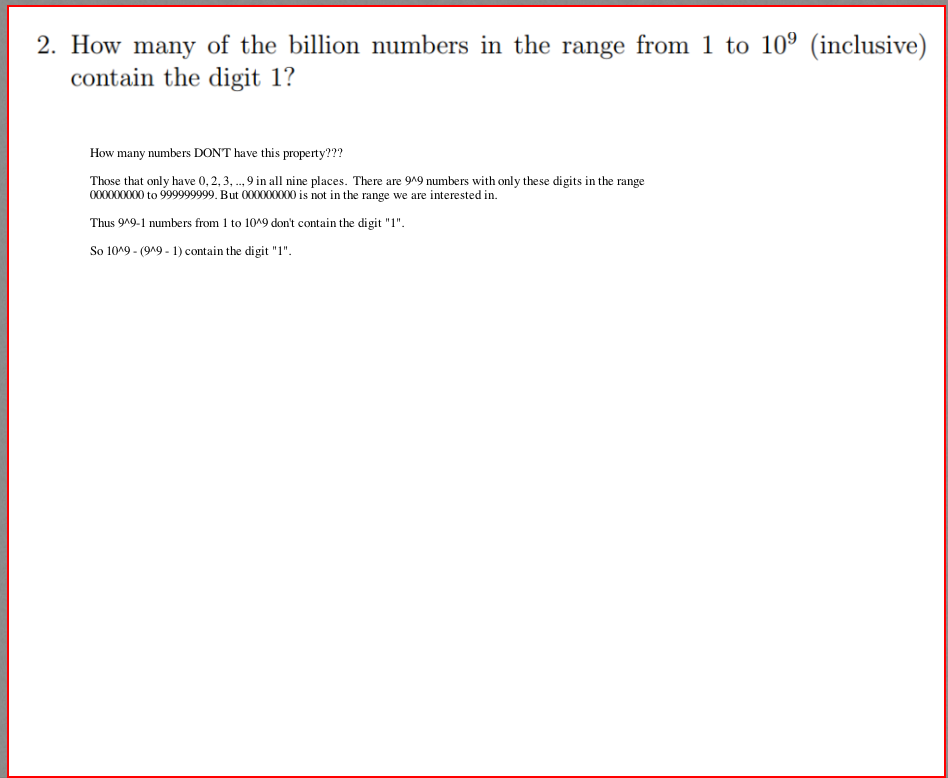 2. How many of the billion numbers in the range from 1 to 10⁹ (inclusive)
contain the digit 1?
How many numbers DON'T have this property???
Those that only have 0, 2, 3, .., 9 in all nine places. There are 9^9 numbers with only these digits in the range
000000000 to 999999999. But 000000000 is not in the range we are interested in.
Thus 9^9-1 numbers from 1 to 10^9 don't contain the digit "1".
So 10^9 - (9^9 - 1) contain the digit "1".